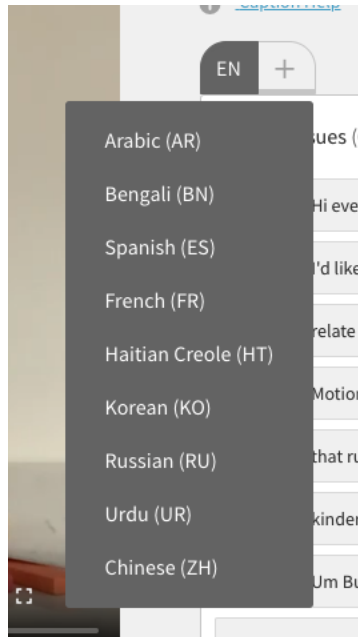 Caption Help
EN +
sues (
Arabic (AR)
Bengali (BN)
Hi eve
Spanish (ES)
I'd like
French (FR)
relate
Haitian Creole (HT)
Motion
Korean (KO)
that ru
Russian (RU)
Urdu (UR)
kinder
Chinese (ZH)
Um Bu